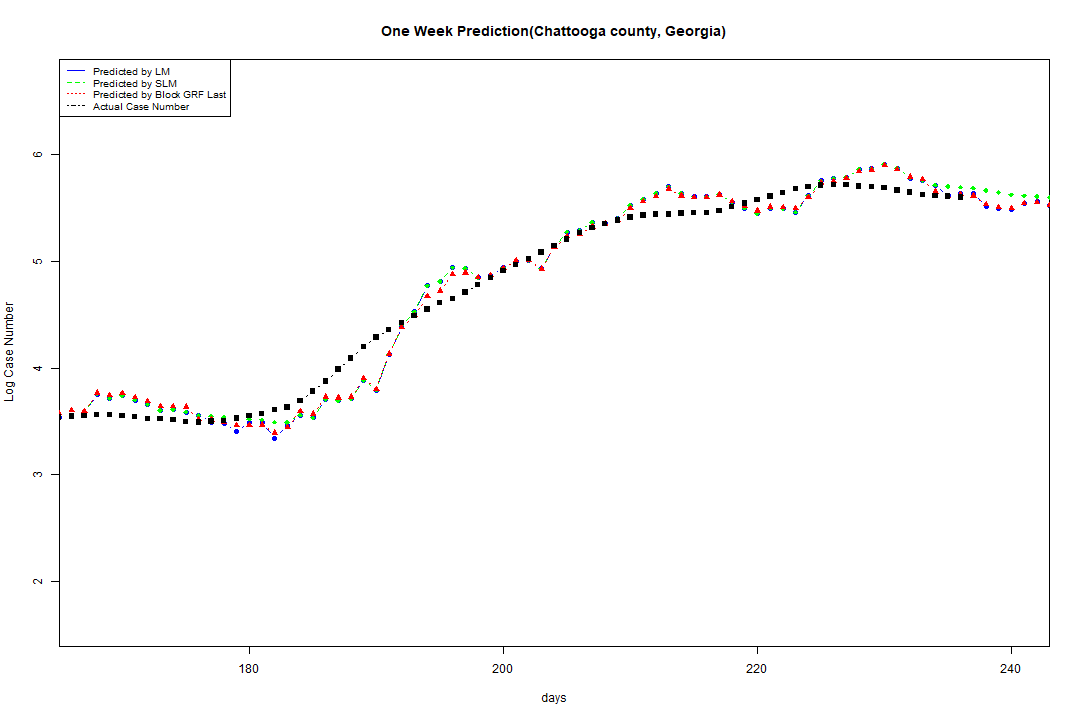 One Week Prediction(Chattooga county, Georgia)
Predicted by LM
Predicted by SLM
Predicted by Block GRF Last
Actual Case Number
6
5
4
3
2
Log Case Number
180
200
220
240
days